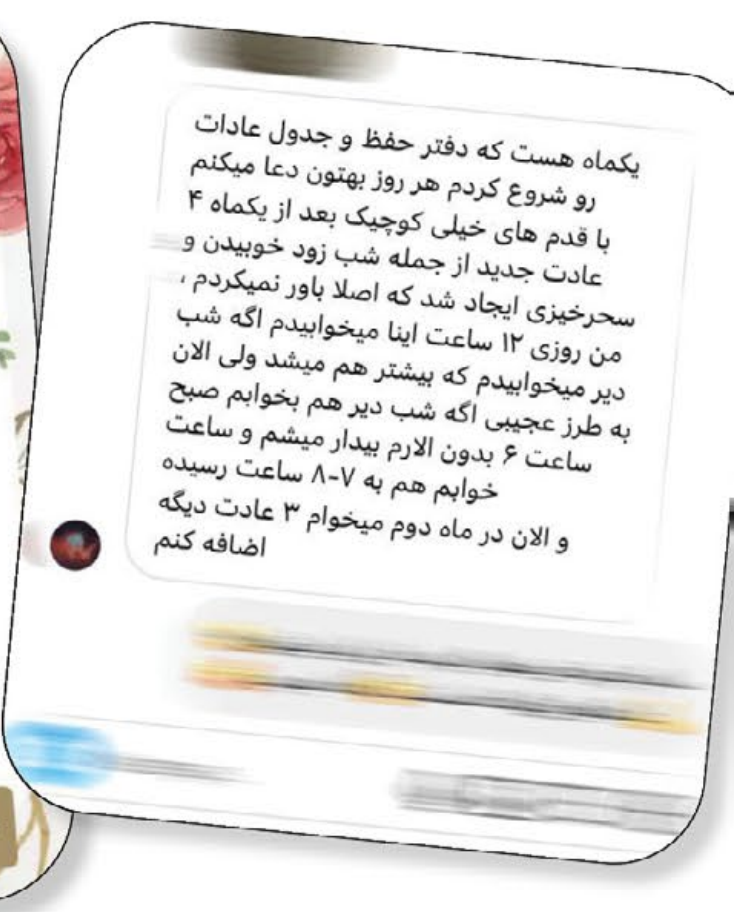 یکماه هست که دفتر حفظ و جدول عادات
رو شروع کردم هر روز بهتون دعا میکنم
با قدم های خیلی کوچیک بعد از یکماه ۴
عادت جدید از جمله شب زود خوبیدن و
سحرخیزی ایجاد شد که اصلا باور نمیکردم ،
من روزی ۱۲ ساعت اینا میخوابیدم اگه شب
دیر میخوابیدم که بیشتر هم میشد ولی الان
به طرز عجیبی اگه شب دیر هم بخوابم صبح
ساعت ۶ بدون الارم بیدار میشم و ساعت
خوابم هم به ۷-۸ ساعت رسیده
و الان در ماه دوم میخوام ۳ عادت دیگه
اضافه کنم